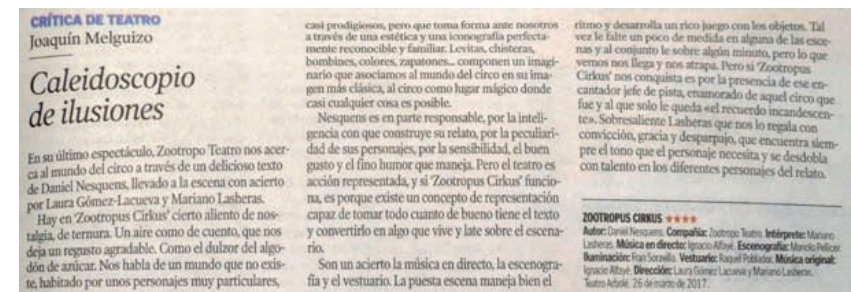 CRÍTICA DE TEATRO
Joaquín Melguizo
Caleidoscopio
de ilusiones
En su último espectáculo, Zootropo Teatro nos acer-
ca al mundo del circo a través de un delicioso texto
de Daniel Nesquens, llevado a la escena con acierto
por Laura Gómez-Lacueva y Mariano Lasheras.
Hay en 'Zootropus Cirkus' cierto aliento de nos-
talgia, de ternura. Un aire como de cuento, que nos
deja un regusto agradable. Como el dulzor del algo-
dón de azúcar. Nos habla de un mundo que no exis-
te, habitado por unos personajes muy particulares,
casi prodigiosos, pero que toma forma ante nosotros
a través de una estética y una iconografía perfecta-
mente reconocible y familiar. Levitas, chisteras,
bombines, colores, zapatones... componen un imagi-
nario que asociamos al mundo del circo en su ima-
gen más clásica, al circo como lugar mágico donde
casi cualquier cosa es posible.
Nesquens es en parte responsable, por la inteli-
gencia con que construye su relato, por la peculiari-
dad de sus personajes, por la sensibilidad, el buen
gusto y el fino humor que maneja. Pero el teatro es
acción representada, y si 'Zootropus Cirkus' funcio-
na, es porque existe un concepto de representación
capaz de tomar todo cuanto de bueno tiene el texto
y convertirlo en algo que vive y late sobre el escena-
rio.
Son un acierto la música en directo, la escenogra-
fía y el vestuario. La puesta escena maneja bien el
ritmo y desarrolla un rico juego con los objetos. Tal
vez le falte un poco de medida en alguna de las esce-
nas y al conjunto le sobre algún minuto, pero lo que
vemos nos llega y nos atrapa. Pero si 'Zootropus
Cirkus' nos conquista es por la presencia de ese en-
cantador jefe de pista, enamorado de aquel circo que
fue y al que solo le queda «el recuerdo incandescen-
te». Sobresaliente Lasheras que nos lo regala con
convicción, gracia y desparpajo, que encuentra siem-
pre el tono que el personaje necesita y se desdobla
con talento en los diferentes personajes del relato.
ZOOTROPUS CIRKUS ★★★★
Autor: Daniel Nesquens. Compañía: Zootropo Teatro. Intérprete: Mariano
Lasheras. Música en directo: Ignacio Alfayé. Escenografía: Manolo Pellicer.
Iluminación: Fran Soravilla. Vestuario: Raquel Poblador. Música original:
Ignacio Alfayé. Dirección: Laura Gómez Lacueva y Mariano Lasheras.
Teatro Arbolé. 26 de marzo de 2017.